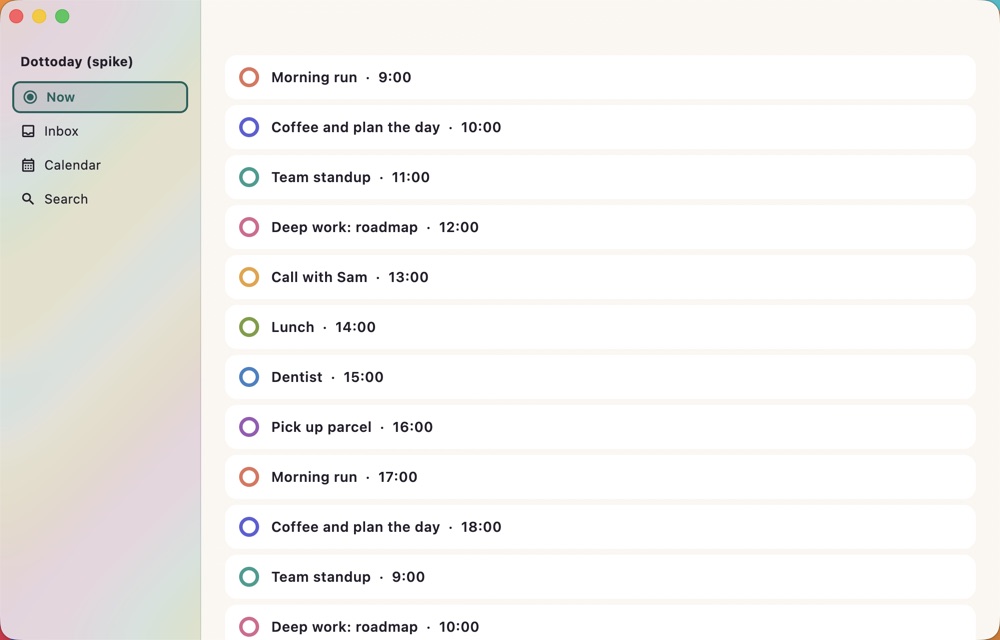 Dottoday (spike)
Now
Inbox
Calendar
Search
Morning run · 9:00
Coffee and plan the day · 10:00
Team standup · 11:00
Deep work: roadmap · 12:00
Call with Sam · 13:00
Lunch · 14:00
Dentist · 15:00
Pick up parcel · 16:00
Morning run · 17:00
Coffee and plan the day · 18:00
Team standup · 9:00
Deep work: roadmap · 10:00